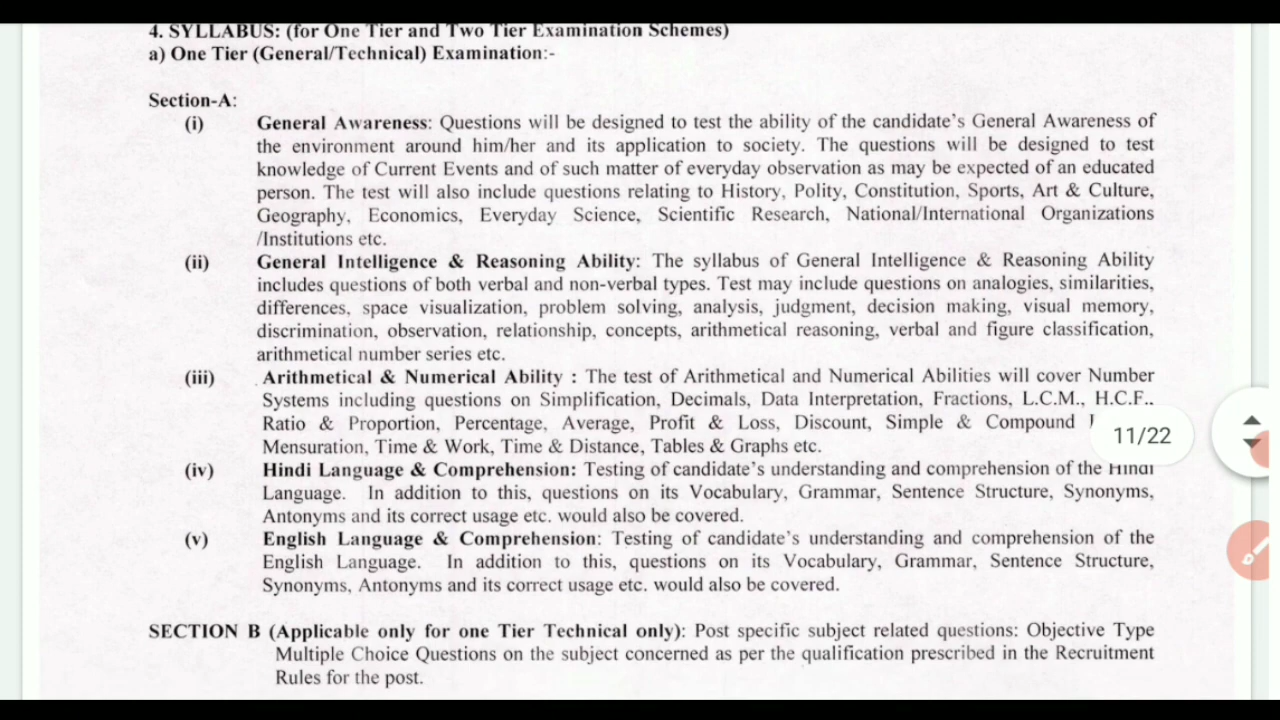 4. SYLLABUS: (for One Tier and Two Tier Examination Schemes)
a) One Tier (General/Technical) Examination:-
Section-A:
(i) General Awareness: Questions will be designed to test the ability of the candidate's General Awareness of
the environment around him/her and its application to society. The questions will be designed to test
knowledge of Current Events and of such matter of everyday observation as may be expected of an educated
person. The test will also include questions relating to History, Polity, Constitution, Sports, Art & Culture,
Geography, Economics, Everyday Science, Scientific Research, National/International Organizations
/Institutions etc.
(ii) General Intelligence & Reasoning Ability: The syllabus of General Intelligence & Reasoning Ability
includes questions of both verbal and non-verbal types. Test may include questions on analogies, similarities,
differences, space visualization, problem solving, analysis, judgment, decision making, visual memory,
discrimination, observation, relationship, concepts, arithmetical reasoning, verbal and figure classification,
arithmetical number series etc.
(iii) Arithmetical & Numerical Ability : The test of Arithmetical and Numerical Abilities will cover Number
Systems including questions on Simplification, Decimals, Data Interpretation, Fractions, L.C.M., H.C.F..
Ratio & Proportion, Percentage, Average, Profit & Loss, Discount, Simple & Compound
11/22
Mensuration, Time & Work, Time & Distance, Tables & Graphs etc.
(iv) Hindi Language & Comprehension: Testing of candidate's understanding and comprehension of the Hindi
Language. In addition to this, questions on its Vocabulary, Grammar, Sentence Structure, Synonyms,
Antonyms and its correct usage etc. would also be covered.
(v) English Language & Comprehension: Testing of candidate's understanding and comprehension of the
English Language. In addition to this, questions on its Vocabulary, Grammar, Sentence Structure,
Synonyms, Antonyms and its correct usage etc. would also be covered.
SECTION B (Applicable only for one Tier Technical only): Post specific subject related questions: Objective Type
Multiple Choice Questions on the subject concerned as per the qualification prescribed in the Recruitment
Rules for the post.